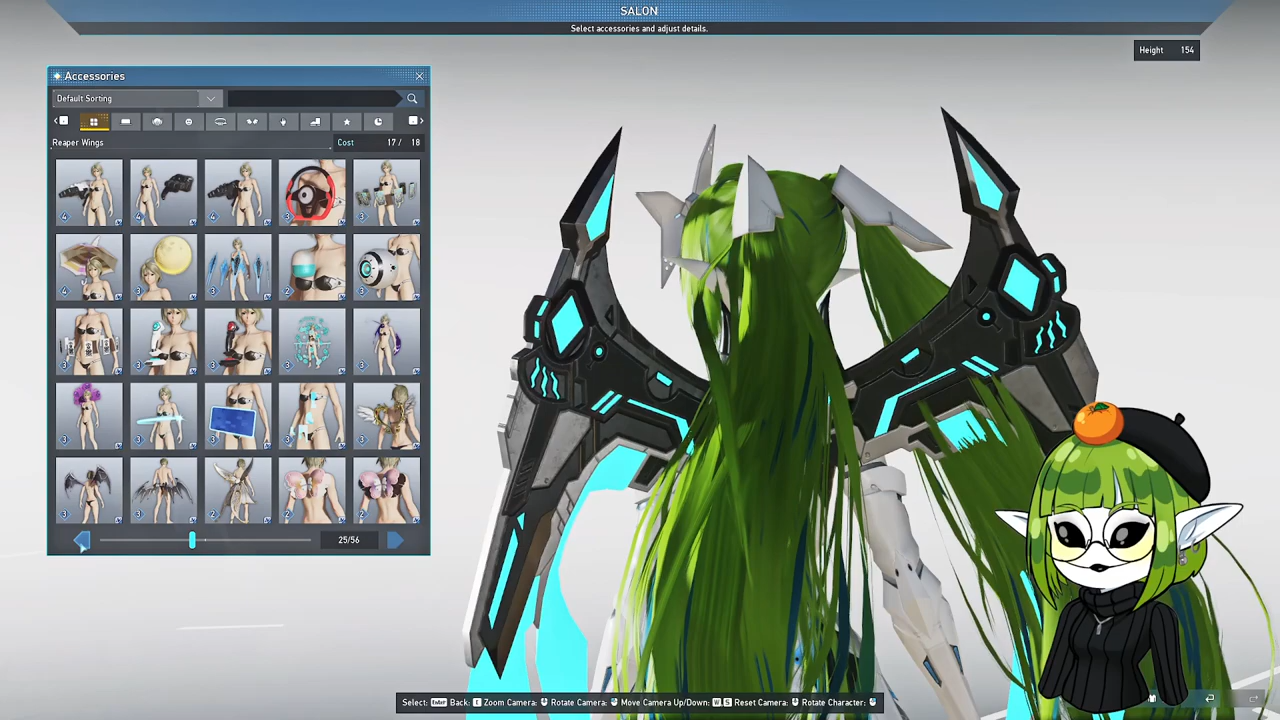 SALON
Select accessories and adjust details.
Height 154
Accessories
Default Sorting
Reaper Wings
Cost 17 / 18
25/56
Select: Enter Back: Zoom Camera: Rotate Camera: Move Camera Up/Down: W S Reset Camera: Rotate Character: